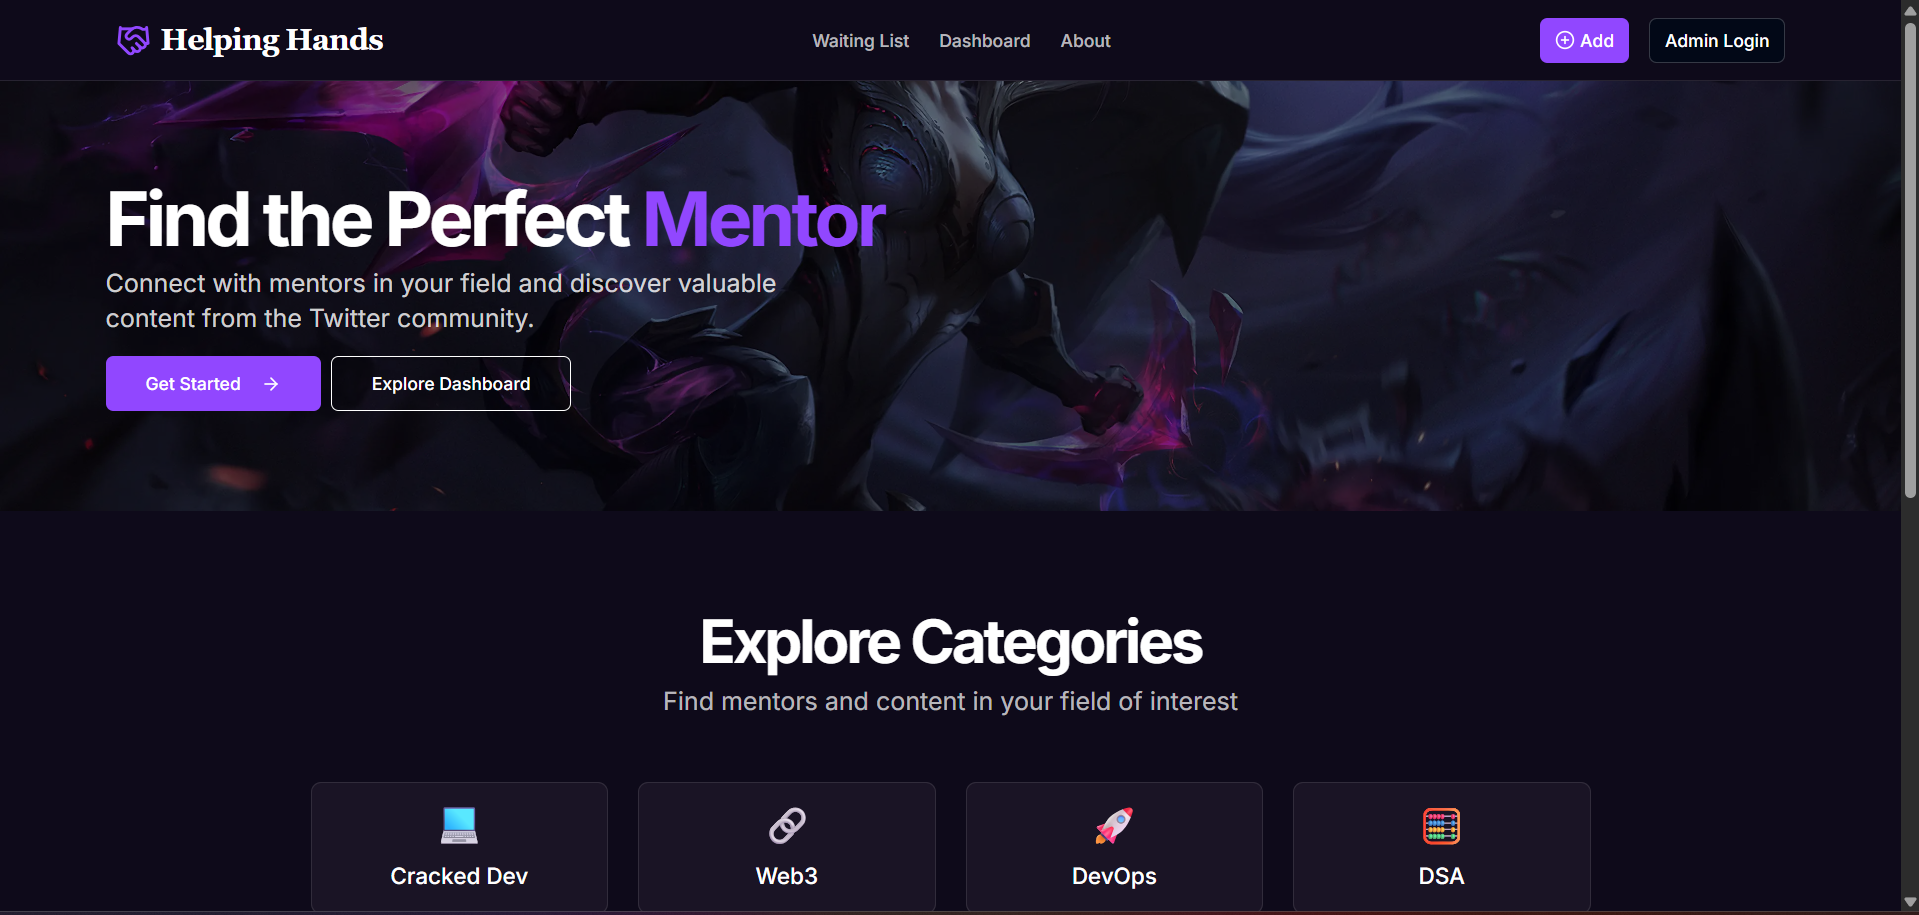 Helping Hands
Waiting List
Dashboard
About
Add
Admin Login
Find the Perfect Mentor
Connect with mentors in your field and discover valuable
content from the Twitter community.
Get Started
Explore Dashboard
Explore Categories
Find mentors and content in your field of interest
Cracked Dev
Web3
DevOps
DSA